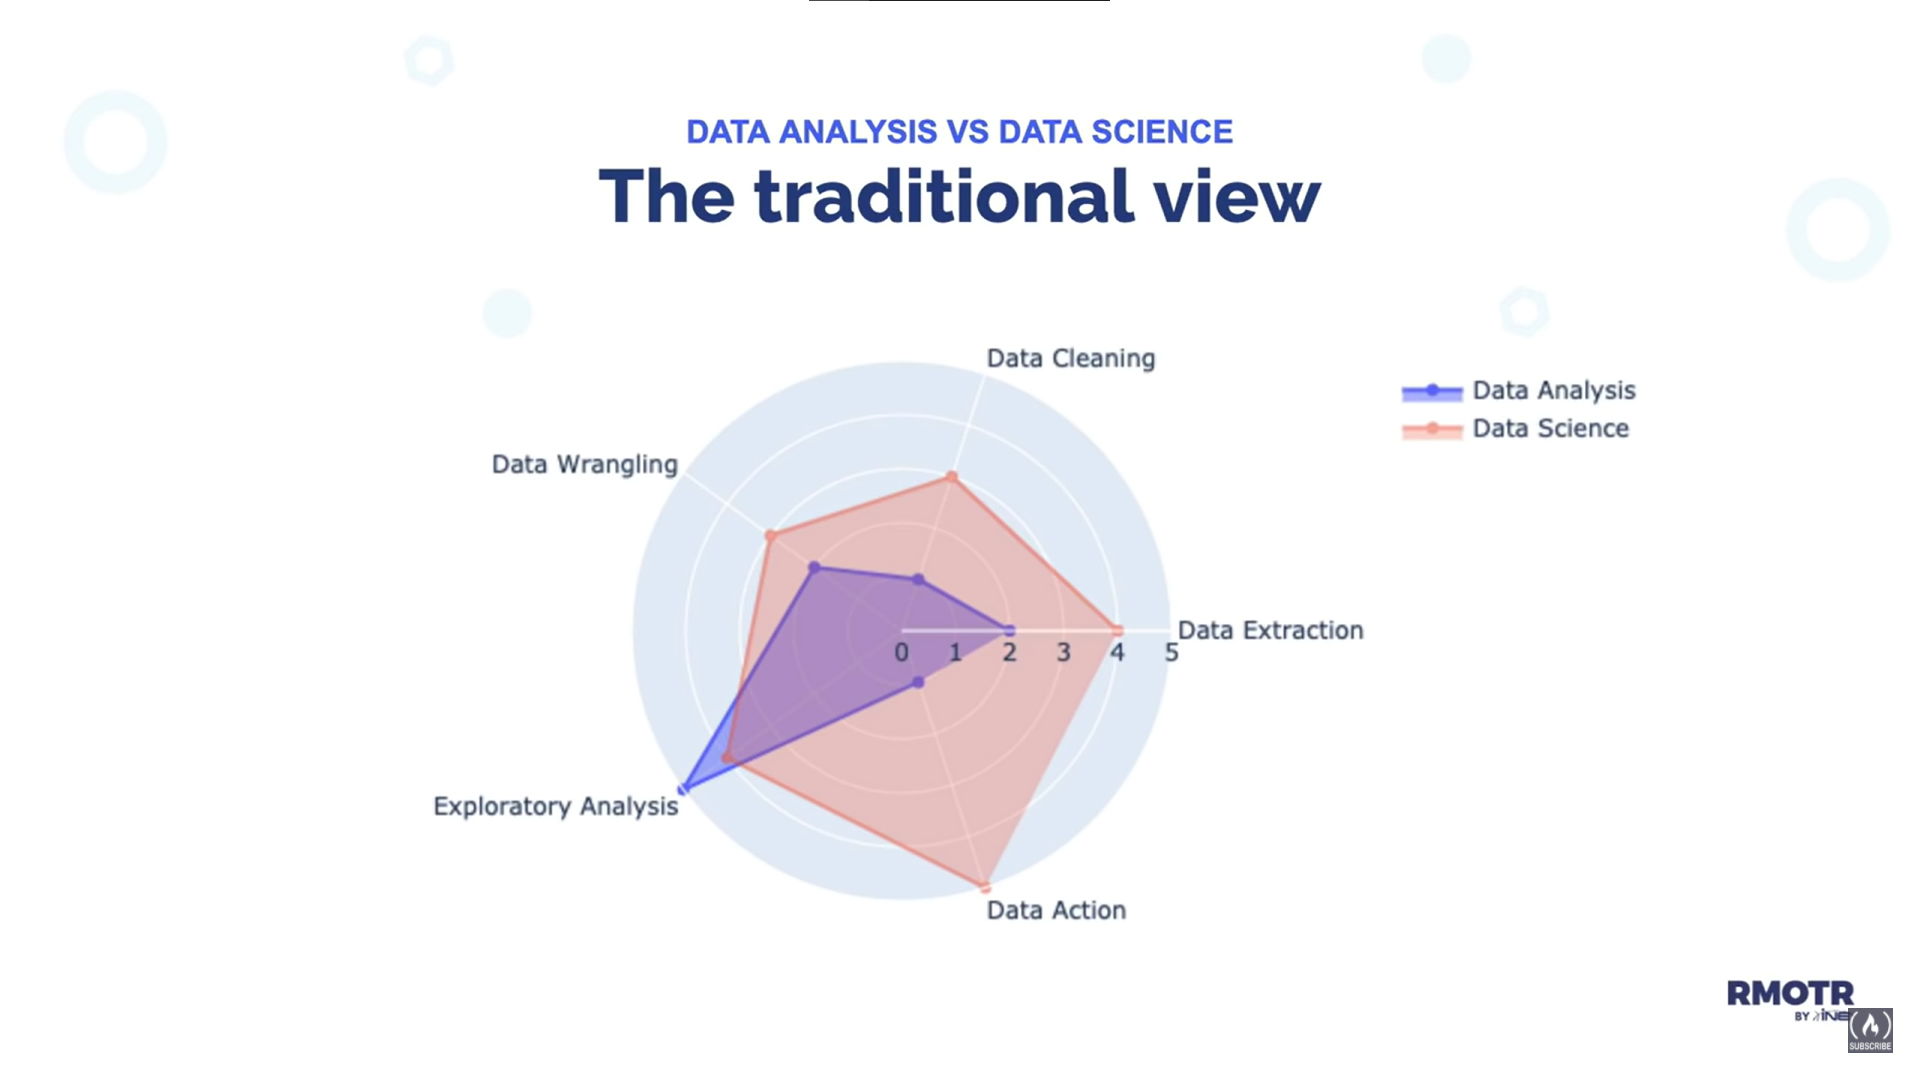 DATA ANALYSIS VS DATA SCIENCE
The traditional view
Data Cleaning
Data Analysis
Data Science
Data Wrangling
Data Extraction
0 1 2 3 4 5
Exploratory Analysis
Data Action
RMOTR
BY INE
SUBSCRIBE